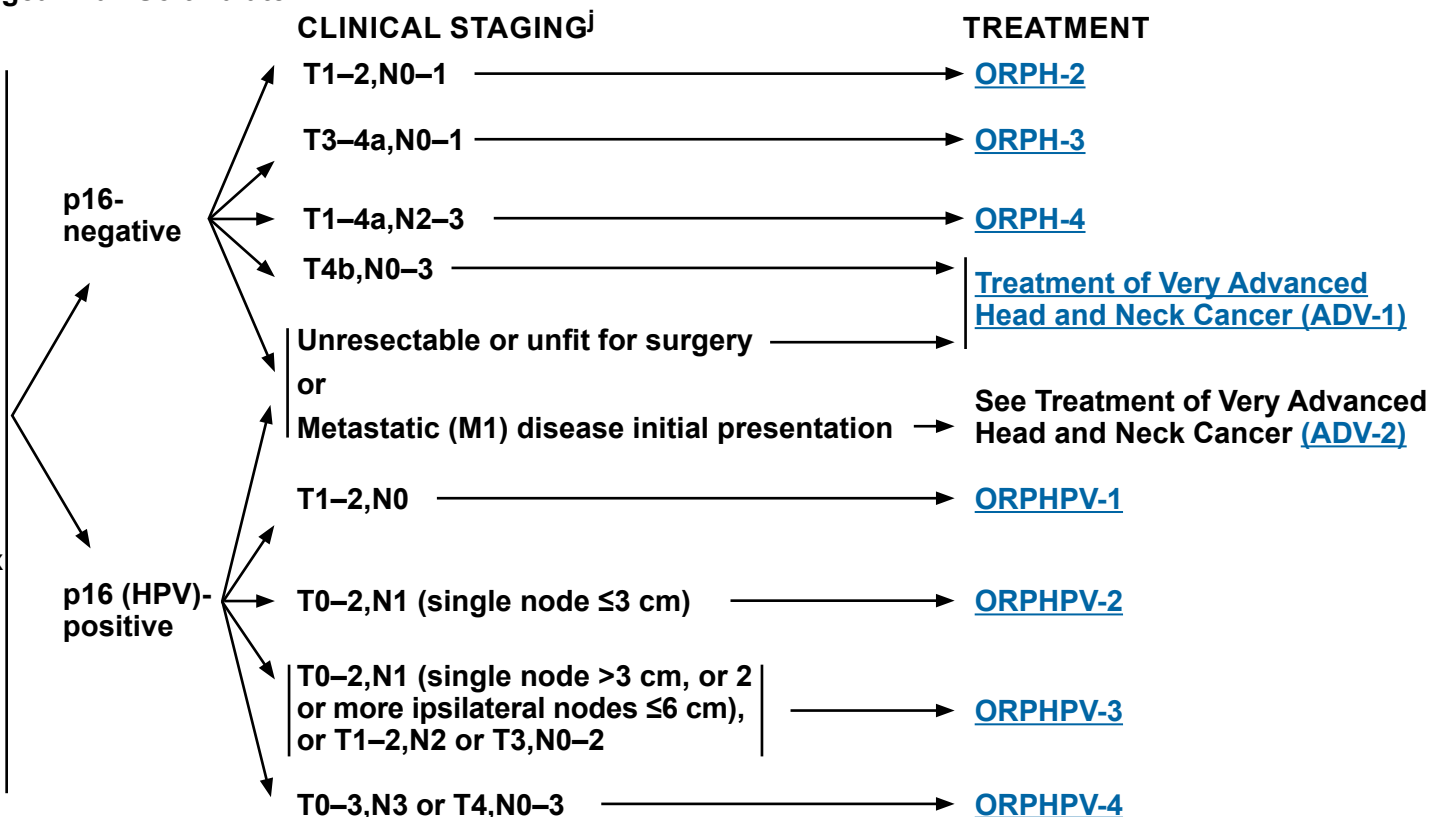 CLINICAL STAGINGj
TREATMENT
T1–2,N0–1
ORPH-2
T3–4a,N0–1
ORPH-3
p16-
negative
T1–4a,N2–3
ORPH-4
T4b,N0–3
Treatment of Very Advanced
Head and Neck Cancer (ADV-1)
Unresectable or unfit for surgery
or
Metastatic (M1) disease initial presentation
See Treatment of Very Advanced
Head and Neck Cancer (ADV-2)
T1–2,N0
ORPHPV-1
p16 (HPV)-
positive
T0–2,N1 (single node ≤3 cm)
ORPHPV-2
T0–2,N1 (single node >3 cm, or 2
or more ipsilateral nodes ≤6 cm),
or T1–2,N2 or T3,N0–2
ORPHPV-3
T0–3,N3 or T4,N0–3
ORPHPV-4